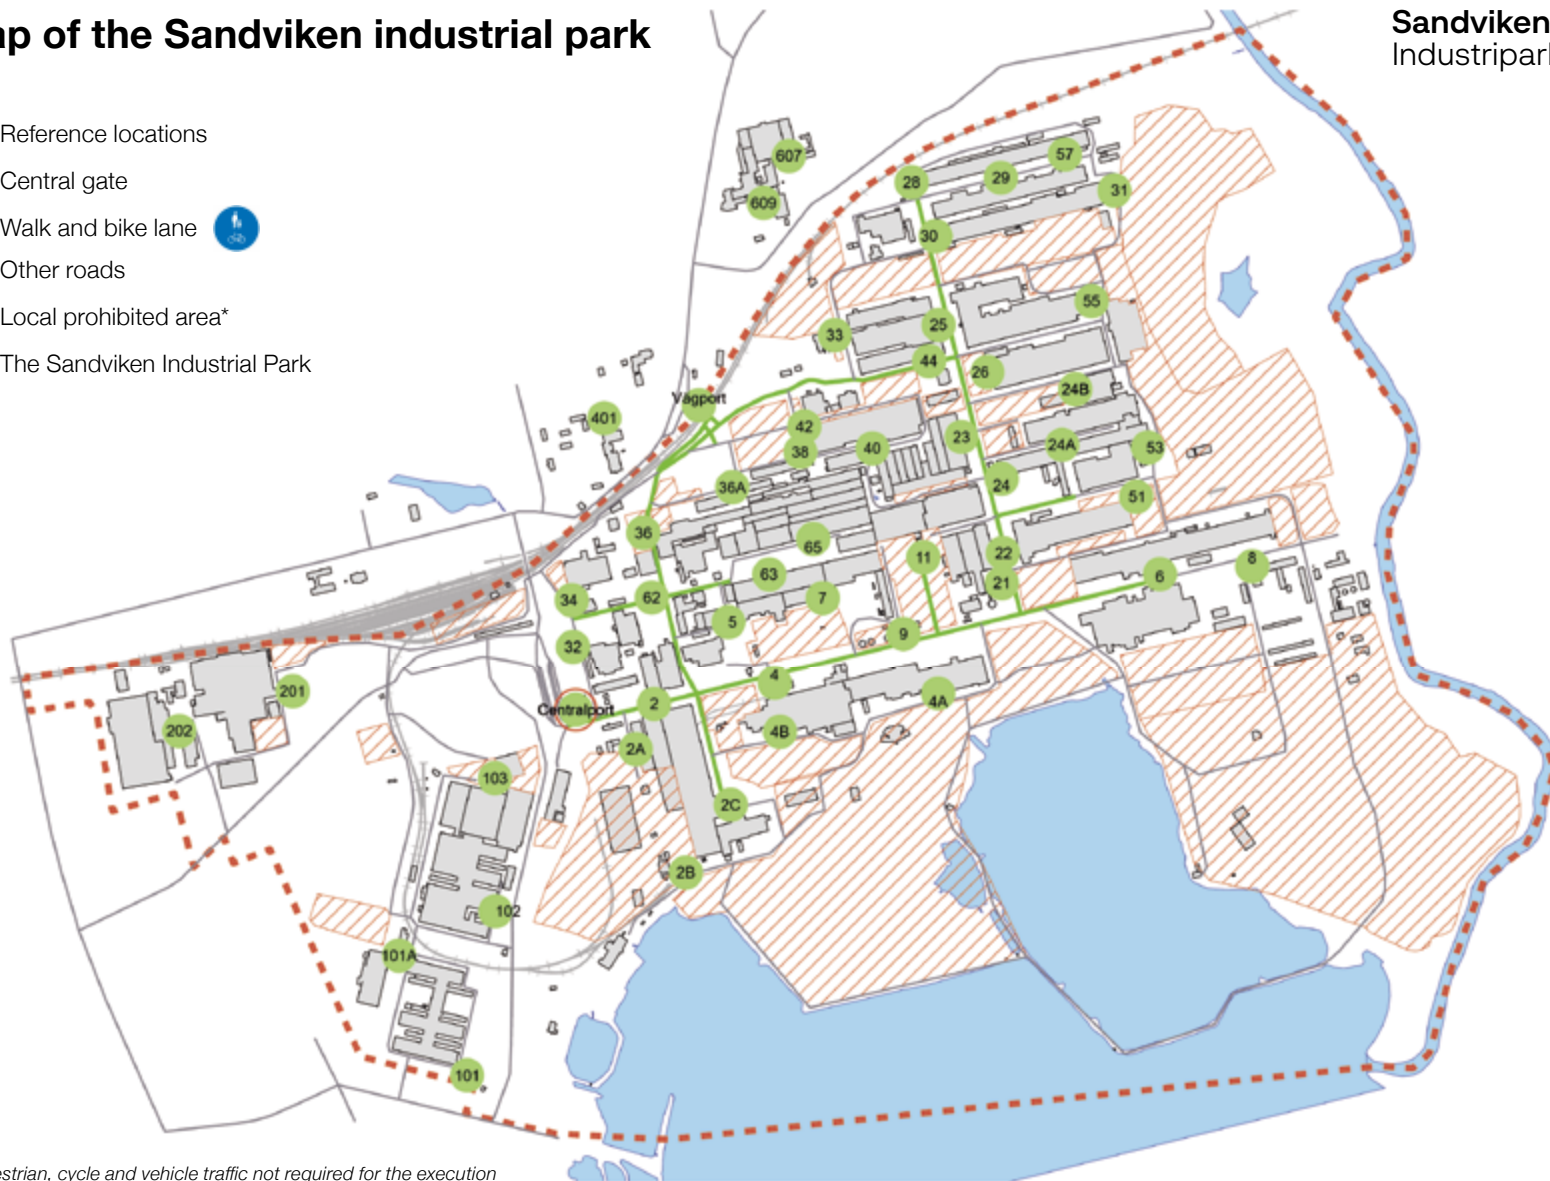 ap of the Sandviken industrial park
Sandviken
Industripark
Reference locations
Central gate
Walk and bike lane
Other roads
Local prohibited area*
The Sandviken Industrial Park
607
609
57
28
29
31
30
55
33
25
44
26
24B
Vägport
401
42
23
38
40
24A
53
36A
24
51
36
65
11
22
8
63
6
21
34
62
7
5
9
32
4
201
4A
2
Centralport
202
4B
2A
103
2C
2B
102
101A
101
estrian, cycle and vehicle traffic not required for the execution